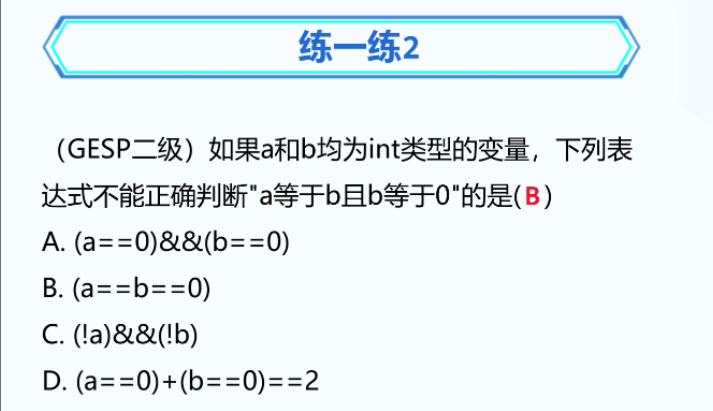 练一练2
（GESP二级）如果a和b均为int类型的变量，下列表
达式不能正确判断"a等于b且b等于0"的是(B)
A. (a==0)&&(b==0)
B. (a==b==0)
C. (!a)&&(!b)
D. (a==0)+(b==0)==2